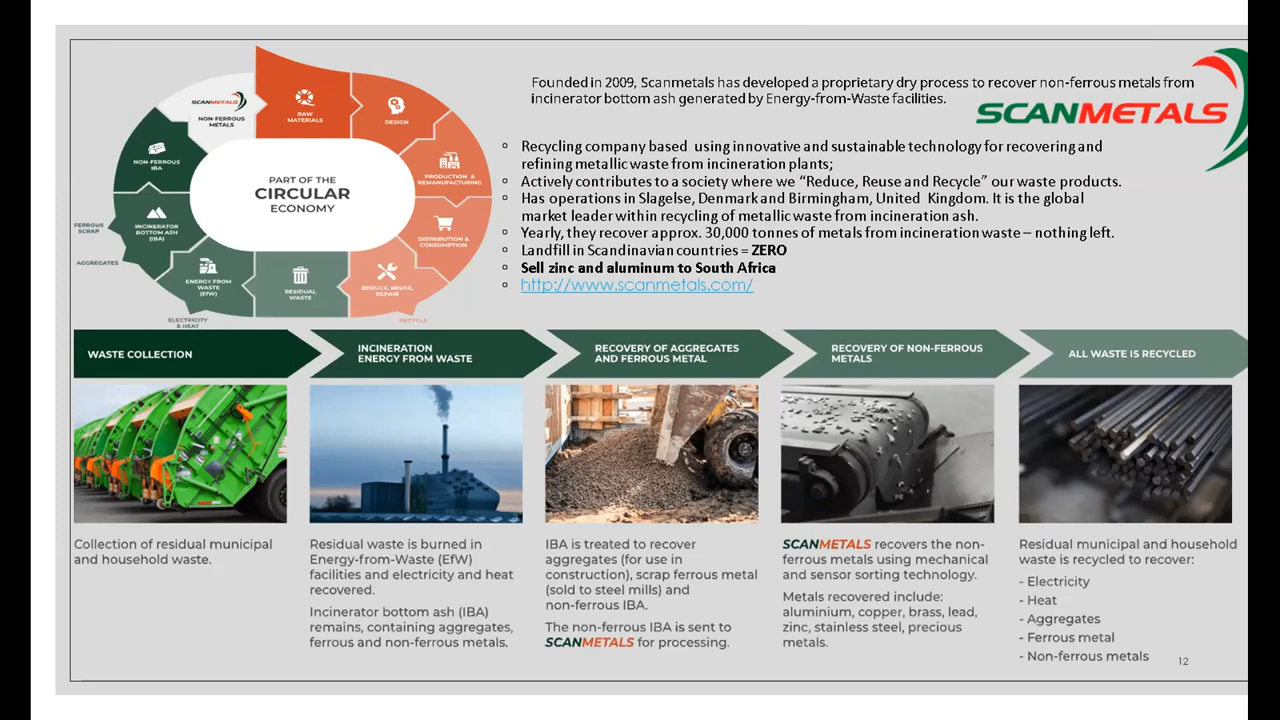 SCANMETALS
NON-FERROUS
METALS
RAW
MATERIALS
DESIGN
PRODUCTION &
REMANUFACTURING
DISTRIBUTION &
CONSUMPTION
REDUCE, REUSE,
REPAIR
RECYCLE
RESIDUAL
WASTE
ENERGY FROM
WASTE
(EfW)
ELECTRICITY
& HEAT
INCINERATOR
BOTTOM ASH
(IBA)
AGGREGATES
FERROUS
SCRAP
NON-FERROUS
IBA
PART OF THE
CIRCULAR
ECONOMY
Founded in 2009, Scanmetals has developed a proprietary dry process to recover non-ferrous metals from
incinerator bottom ash generated by Energy-from-Waste facilities.
SCANMETALS
Recycling company based using innovative and sustainable technology for recovering and
refining metallic waste from incineration plants;
Actively contributes to a society where we “Reduce, Reuse and Recycle” our waste products.
Has operations in Slagelse, Denmark and Birmingham, United Kingdom. It is the global
market leader within recycling of metallic waste from incineration ash.
Yearly, they recover approx. 30,000 tonnes of metals from incineration waste – nothing left.
Landfill in Scandinavian countries = ZERO
Sell zinc and aluminum to South Africa
http://www.scanmetals.com/
WASTE COLLECTION
Collection of residual municipal
and household waste.
INCINERATION
ENERGY FROM WASTE
Residual waste is burned in
Energy-from-Waste (EfW)
facilities and electricity and heat
recovered.
Incinerator bottom ash (IBA)
remains, containing aggregates,
ferrous and non-ferrous metals.
RECOVERY OF AGGREGATES
AND FERROUS METAL
IBA is treated to recover
aggregates (for use in
construction), scrap ferrous metal
(sold to steel mills) and
non-ferrous IBA.
The non-ferrous IBA is sent to
SCANMETALS for processing.
RECOVERY OF NON-FERROUS
METALS
SCANMETALS recovers the non-
ferrous metals using mechanical
and sensor sorting technology.
Metals recovered include:
aluminium, copper, brass, lead,
zinc, stainless steel, precious
metals.
ALL WASTE IS RECYCLED
Residual municipal and household
waste is recycled to recover:
- Electricity
- Heat
- Aggregates
- Ferrous metal
- Non-ferrous metals
12